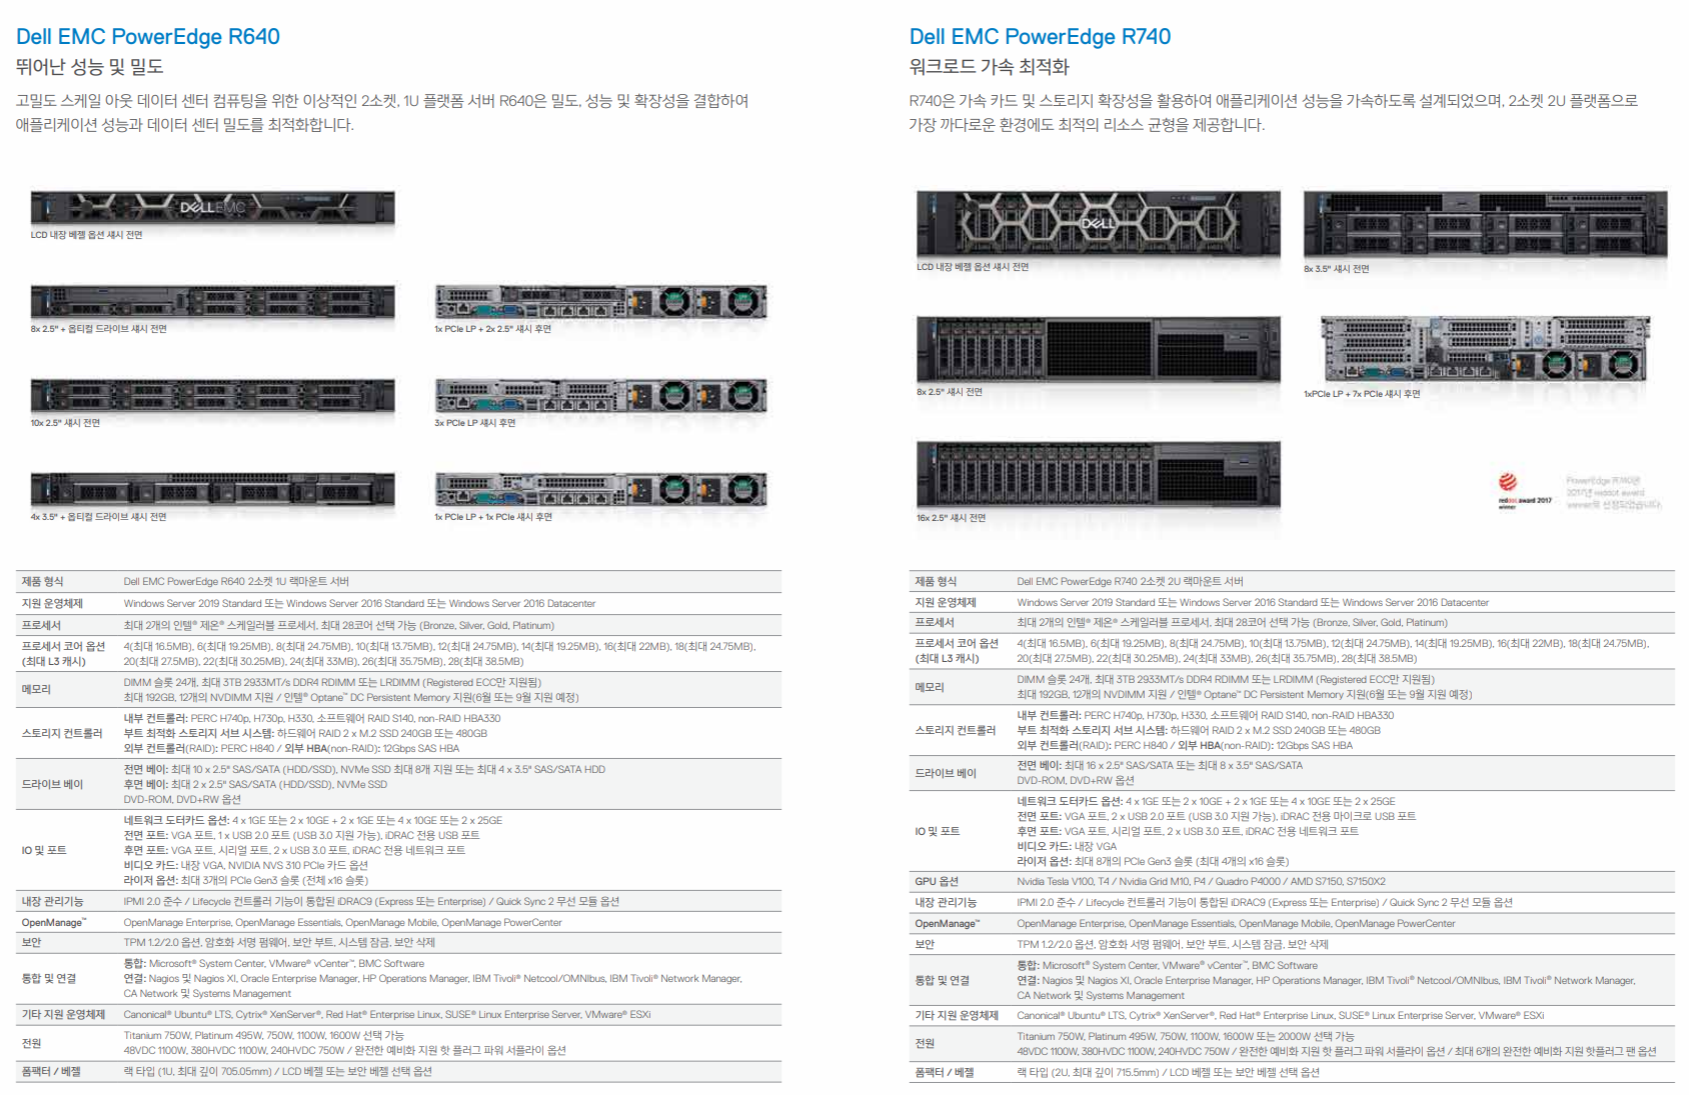 Dell EMC PowerEdge R640
뛰어난 성능 및 밀도
고밀도 스케일 아웃 데이터 센터 컴퓨팅을 위한 이상적인 2소켓, 1U 플랫폼 서버 R640은 밀도, 성능 및 확장성을 결합하여
애플리케이션 성능과 데이터 센터 밀도를 최적화합니다.
DELLEMC
LCD 내장 베젤 옵션 섀시 전면
8x 2.5" + 옵티컬 드라이브 섀시 전면
1x PCIe LP + 2x 2.5" 섀시 후면
10x 2.5" 섀시 전면
3x PCIe LP 섀시 후면
4x 3.5" + 옵티컬 드라이브 섀시 전면
1x PCIe LP + 1x PCIe 섀시 후면
제품 형식 Dell EMC PowerEdge R640 2소켓 1U 랙마운트 서버
지원 운영체제 Windows Server 2019 Standard 또는 Windows Server 2016 Standard 또는 Windows Server 2016 Datacenter
프로세서 최대 2개의 인텔® 제온® 스케일러블 프로세서, 최대 28코어 선택 가능 (Bronze, Silver, Gold, Platinum)
프로세서 코어 옵션 4(최대 16.5MB), 6(최대 19.25MB), 8(최대 24.75MB), 10(최대 13.75MB), 12(최대 24.75MB), 14(최대 19.25MB), 16(최대 22MB), 18(최대 24.75MB),
(최대 L3 캐시) 20(최대 27.5MB), 22(최대 30.25MB), 24(최대 33MB), 26(최대 35.75MB), 28(최대 38.5MB)
메모리 DIMM 슬롯 24개, 최대 3TB 2933MT/s DDR4 RDIMM 또는 LRDIMM (Registered ECC만 지원됨)
최대 192GB, 12개의 NVDIMM 지원 / 인텔® Optane™ DC Persistent Memory 지원(6월 또는 9월 지원 예정)
스토리지 컨트롤러 내부 컨트롤러: PERC H740p, H730p, H330, 소프트웨어 RAID S140, non-RAID HBA330
부트 최적화 스토리지 서브 시스템: 하드웨어 RAID 2 x M.2 SSD 240GB 또는 480GB
외부 컨트롤러(RAID): PERC H840 / 외부 HBA(non-RAID): 12Gbps SAS HBA
드라이브 베이 전면 베이: 최대 10 x 2.5" SAS/SATA (HDD/SSD), NVMe SSD 최대 8개 지원 또는 최대 4 x 3.5" SAS/SATA HDD
후면 베이: 최대 2 x 2.5" SAS/SATA (HDD/SSD), NVMe SSD
DVD-ROM, DVD+RW 옵션
IO 및 포트 네트워크 도터카드 옵션: 4 x 1GE 또는 2 x 10GE + 2 x 1GE 또는 4 x 10GE 또는 2 x 25GE
전면 포트: VGA 포트, 1 x USB 2.0 포트 (USB 3.0 지원 가능), iDRAC 전용 USB 포트
후면 포트: VGA 포트, 시리얼 포트, 2 x USB 3.0 포트, iDRAC 전용 네트워크 포트
비디오 카드: 내장 VGA, NVIDIA NVS 310 PCIe 카드 옵션
라이저 옵션: 최대 3개의 PCIe Gen3 슬롯 (전체 x16 슬롯)
내장 관리기능 IPMI 2.0 준수 / Lifecycle 컨트롤러 기능이 통합된 iDRAC9 (Express 또는 Enterprise) / Quick Sync 2 무선 모듈 옵션
OpenManage™ OpenManage Enterprise, OpenManage Essentials, OpenManage Mobile, OpenManage PowerCenter
보안 TPM 1.2/2.0 옵션, 암호화 서명 펌웨어, 보안 부트, 시스템 잠금, 보안 삭제
통합 및 연결 통합: Microsoft® System Center, VMware® vCenter™, BMC Software
연결: Nagios 및 Nagios XI, Oracle Enterprise Manager, HP Operations Manager, IBM Tivoli® Netcool/OMNIbus, IBM Tivoli® Network Manager,
CA Network 및 Systems Management
기타 지원 운영체제 Canonical® Ubuntu® LTS, Cytrix® XenServer®, Red Hat® Enterprise Linux, SUSE® Linux Enterprise Server, VMware® ESXi
전원 Titanium 750W, Platinum 495W, 750W, 1100W, 1600W 선택 가능
48VDC 1100W, 380HVDC 1100W, 240HVDC 750W / 완전한 예비화 지원 핫 플러그 파워 서플라이 옵션
폼팩터 / 베젤 랙 타입 (1U, 최대 깊이 705.05mm) / LCD 베젤 또는 보안 베젤 선택 옵션
Dell EMC PowerEdge R740
워크로드 가속 최적화
R740은 가속 카드 및 스토리지 확장성을 활용하여 애플리케이션 성능을 가속하도록 설계되었으며, 2소켓 2U 플랫폼으로
가장 까다로운 환경에도 최적의 리소스 균형을 제공합니다.
DELL
LCD 내장 베젤 옵션 섀시 전면
8x 3.5" 섀시 전면
8x 2.5" 섀시 전면
1xPCIe LP + 7x PCIe 섀시 후면
16x 2.5" 섀시 전면
reddot award 2017
winner
PowerEdge R740은
2017년 reddot award
winner로 선정되었습니다.
제품 형식 Dell EMC PowerEdge R740 2소켓 2U 랙마운트 서버
지원 운영체제 Windows Server 2019 Standard 또는 Windows Server 2016 Standard 또는 Windows Server 2016 Datacenter
프로세서 최대 2개의 인텔® 제온® 스케일러블 프로세서, 최대 28코어 선택 가능 (Bronze, Silver, Gold, Platinum)
프로세서 코어 옵션 4(최대 16.5MB), 6(최대 19.25MB), 8(최대 24.75MB), 10(최대 13.75MB), 12(최대 24.75MB), 14(최대 19.25MB), 16(최대 22MB), 18(최대 24.75MB),
(최대 L3 캐시) 20(최대 27.5MB), 22(최대 30.25MB), 24(최대 33MB), 26(최대 35.75MB), 28(최대 38.5MB)
메모리 DIMM 슬롯 24개, 최대 3TB 2933MT/s DDR4 RDIMM 또는 LRDIMM (Registered ECC만 지원됨)
최대 192GB, 12개의 NVDIMM 지원 / 인텔® Optane™ DC Persistent Memory 지원(6월 또는 9월 지원 예정)
스토리지 컨트롤러 내부 컨트롤러: PERC H740p, H730p, H330, 소프트웨어 RAID S140, non-RAID HBA330
부트 최적화 스토리지 서브 시스템: 하드웨어 RAID 2 x M.2 SSD 240GB 또는 480GB
외부 컨트롤러(RAID): PERC H840 / 외부 HBA(non-RAID): 12Gbps SAS HBA
드라이브 베이 전면 베이: 최대 16 x 2.5" SAS/SATA 또는 최대 8 x 3.5" SAS/SATA
DVD-ROM, DVD+RW 옵션
IO 및 포트 네트워크 도터카드 옵션: 4 x 1GE 또는 2 x 10GE + 2 x 1GE 또는 4 x 10GE 또는 2 x 25GE
전면 포트: VGA 포트, 2 x USB 2.0 포트 (USB 3.0 지원 가능), iDRAC 전용 마이크로 USB 포트
후면 포트: VGA 포트, 시리얼 포트, 2 x USB 3.0 포트, iDRAC 전용 네트워크 포트
비디오 카드: 내장 VGA
라이저 옵션: 최대 8개의 PCIe Gen3 슬롯 (최대 4개의 x16 슬롯)
GPU 옵션 Nvidia Tesla V100, T4 / Nvidia Grid M10, P4 / Quadro P4000 / AMD S7150, S7150X2
내장 관리기능 IPMI 2.0 준수 / Lifecycle 컨트롤러 기능이 통합된 iDRAC9 (Express 또는 Enterprise) / Quick Sync 2 무선 모듈 옵션
OpenManage™ OpenManage Enterprise, OpenManage Essentials, OpenManage Mobile, OpenManage PowerCenter
보안 TPM 1.2/2.0 옵션, 암호화 서명 펌웨어, 보안 부트, 시스템 잠금, 보안 삭제
통합 및 연결 통합: Microsoft® System Center, VMware® vCenter™, BMC Software
연결: Nagios 및 Nagios XI, Oracle Enterprise Manager, HP Operations Manager, IBM Tivoli® Netcool/OMNIbus, IBM Tivoli® Network Manager,
CA Network 및 Systems Management
기타 지원 운영체제 Canonical® Ubuntu® LTS, Cytrix® XenServer®, Red Hat® Enterprise Linux, SUSE® Linux Enterprise Server, VMware® ESXi
전원 Titanium 750W, Platinum 495W, 750W, 1100W, 1600W 또는 2000W 선택 가능
48VDC 1100W, 380HVDC 1100W, 240HVDC 750W / 완전한 예비화 지원 핫 플러그 파워 서플라이 옵션 / 최대 6개의 완전한 예비화 지원 핫플러그 팬 옵션
폼팩터 / 베젤 랙 타입 (2U, 최대 깊이 715.5mm) / LCD 베젤 또는 보안 베젤 선택 옵션